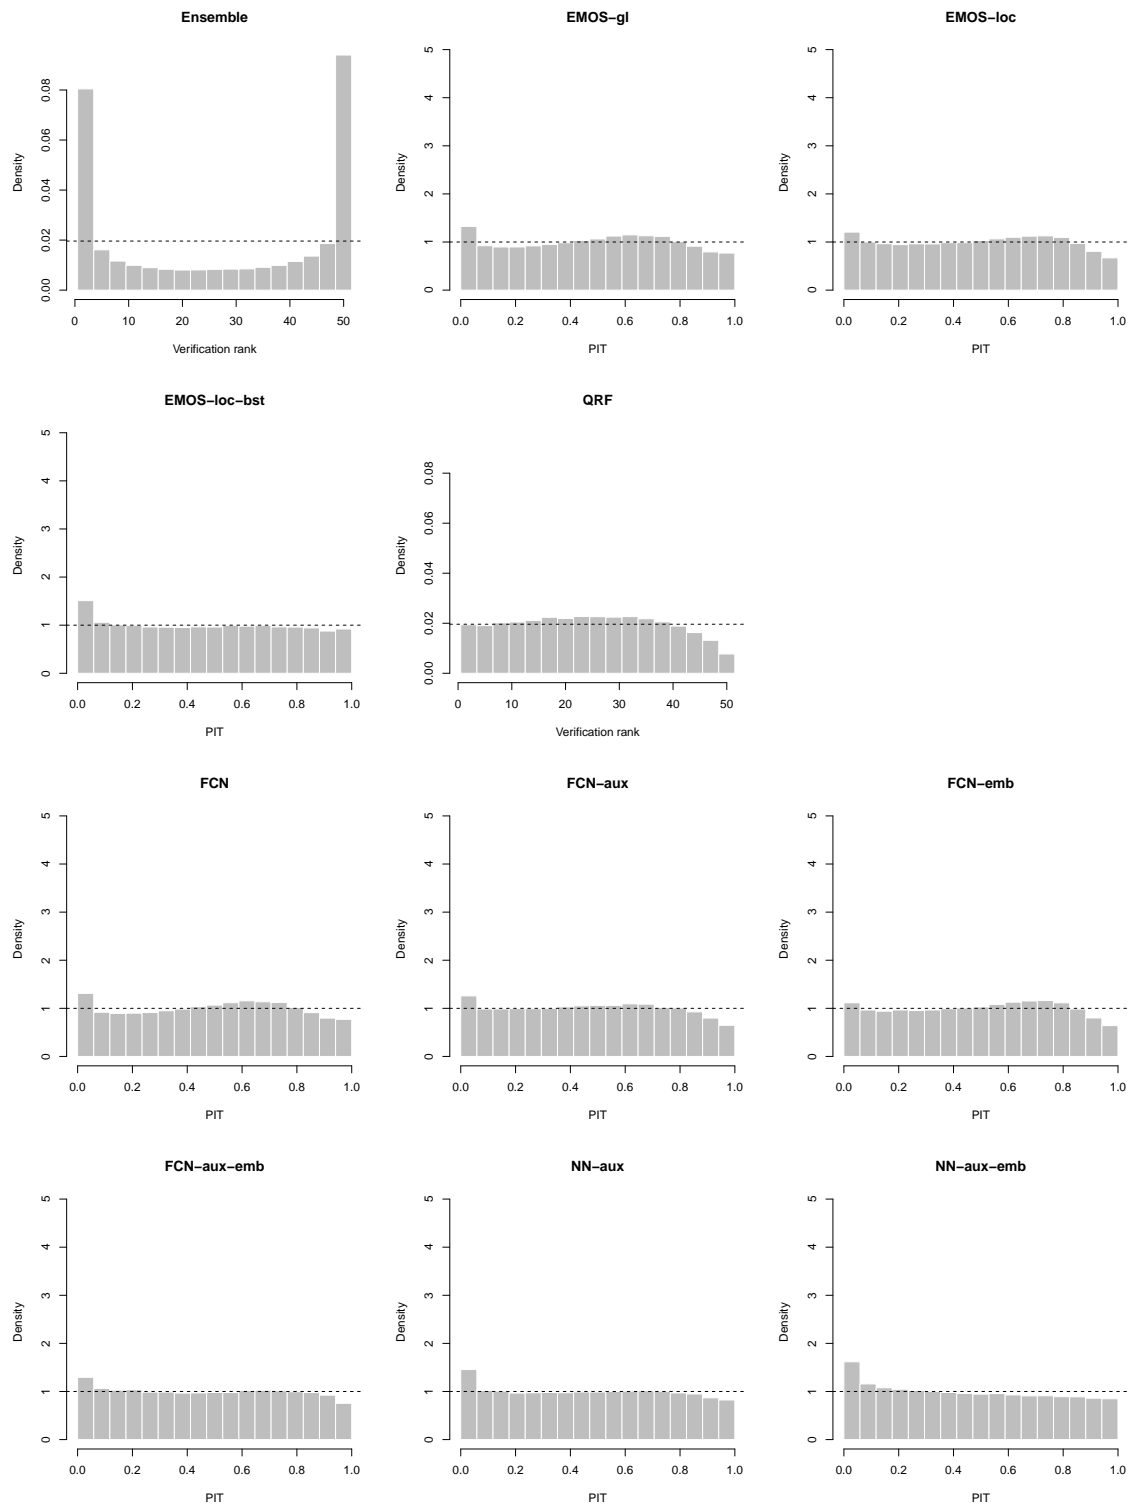 Ensemble
Density
0.00 0.02 0.04 0.06 0.08
0 10 20 30 40 50
Verification rank
EMOS−gl
Density
0 1 2 3 4 5
0.0 0.2 0.4 0.6 0.8 1.0
PIT
EMOS−loc
Density
0 1 2 3 4 5
0.0 0.2 0.4 0.6 0.8 1.0
PIT
EMOS−loc−bst
Density
0 1 2 3 4 5
0.0 0.2 0.4 0.6 0.8 1.0
PIT
QRF
Density
0.00 0.02 0.04 0.06 0.08
0 10 20 30 40 50
Verification rank
FCN
Density
0 1 2 3 4 5
0.0 0.2 0.4 0.6 0.8 1.0
PIT
FCN−aux
Density
0 1 2 3 4 5
0.0 0.2 0.4 0.6 0.8 1.0
PIT
FCN−emb
Density
0 1 2 3 4 5
0.0 0.2 0.4 0.6 0.8 1.0
PIT
FCN−aux−emb
Density
0 1 2 3 4 5
0.0 0.2 0.4 0.6 0.8 1.0
PIT
NN−aux
Density
0 1 2 3 4 5
0.0 0.2 0.4 0.6 0.8 1.0
PIT
NN−aux−emb
Density
0 1 2 3 4 5
0.0 0.2 0.4 0.6 0.8 1.0
PIT